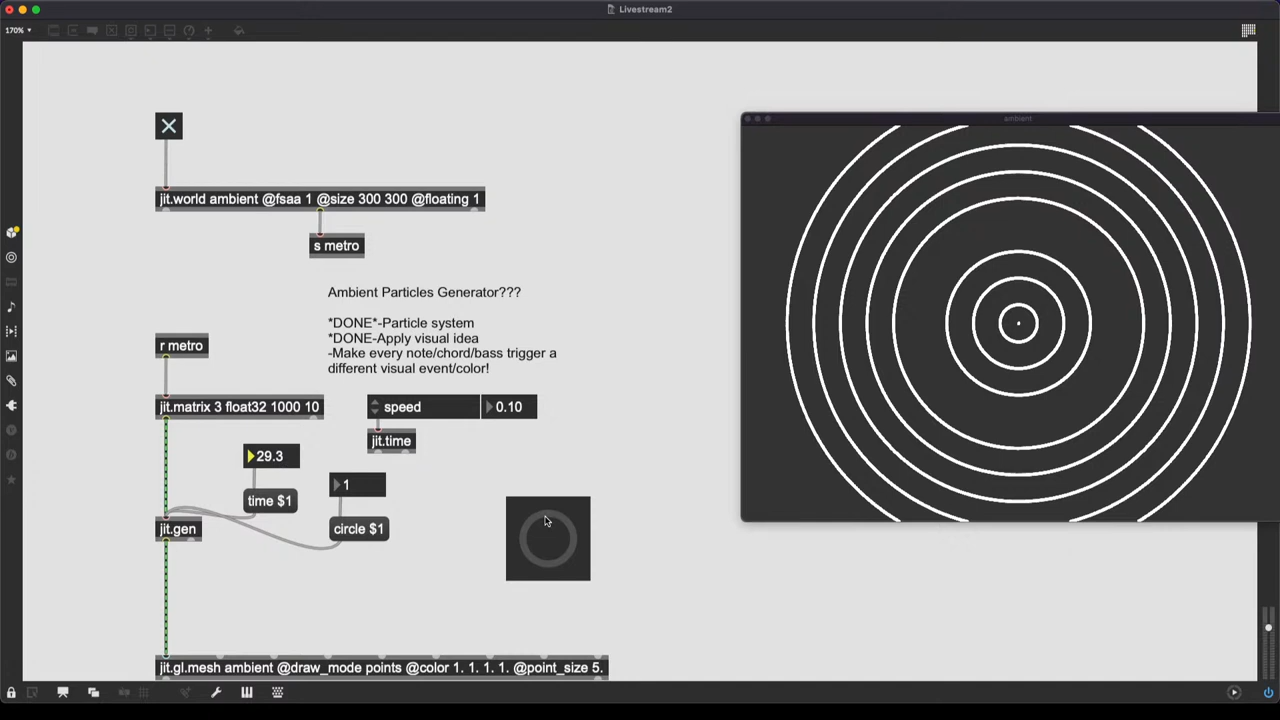 Livestream2
170%
ambient
jit.world ambient @fsaa 1 @size 300 300 @floating 1
s metro
Ambient Particles Generator???
*DONE*-Particle system
*DONE-Apply visual idea
-Make every note/chord/bass trigger a
different visual event/color!
r metro
jit.matrix 3 float32 1000 10
speed
0.10
jit.time
29.3
1
time $1
circle $1
jit.gen
jit.gl.mesh ambient @draw_mode points @color 1. 1. 1. 1. @point_size 5.